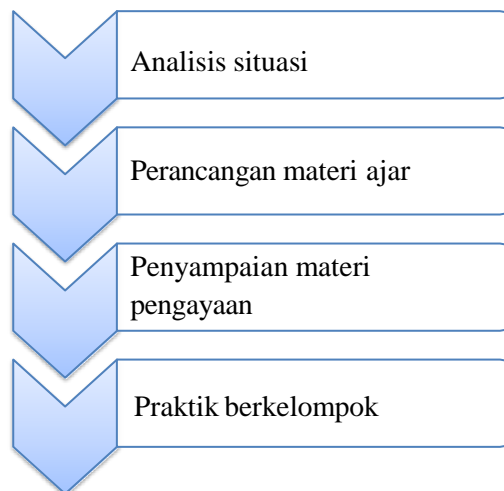 Analisis situasi
Perancangan materi ajar
Penyampaian materi
pengayaan
Praktik berkelompok